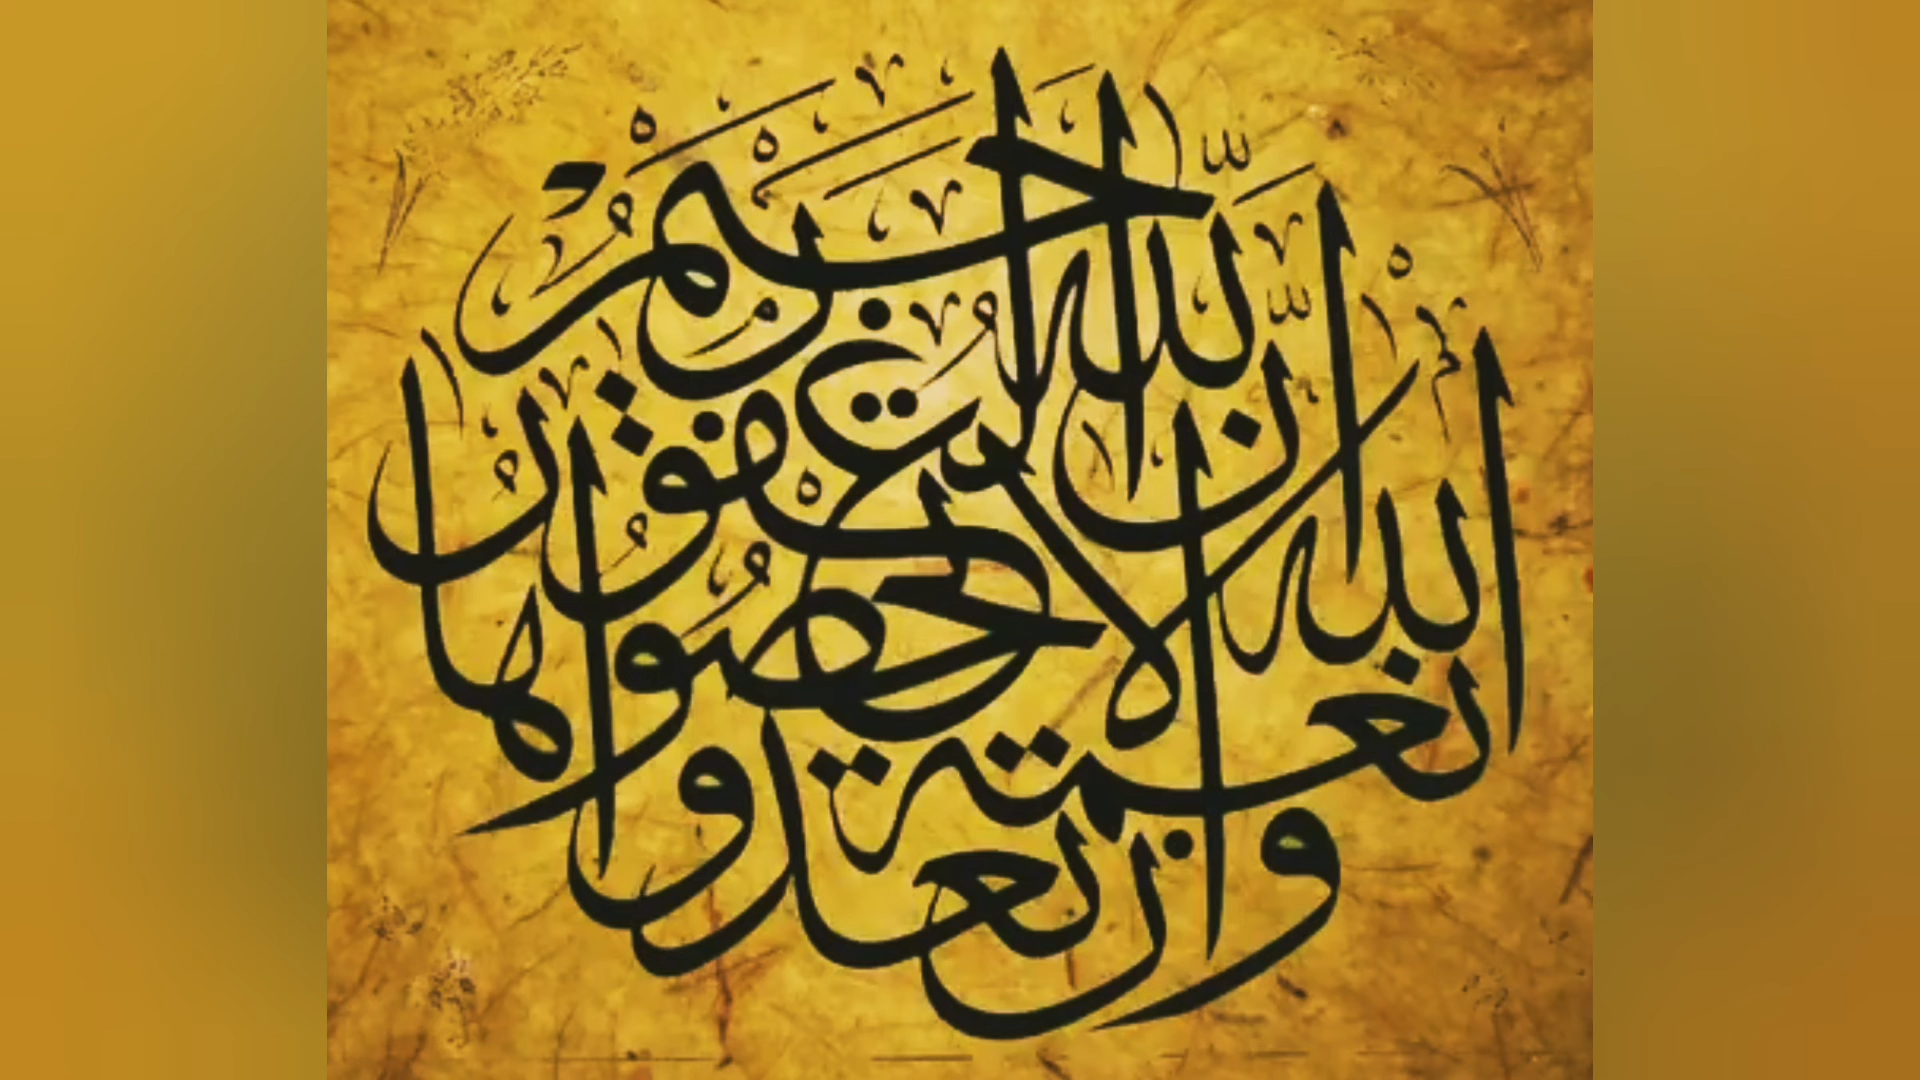 وان تعدوا
نعمة الله لا تحصوها
ان الله لغفور رحيم